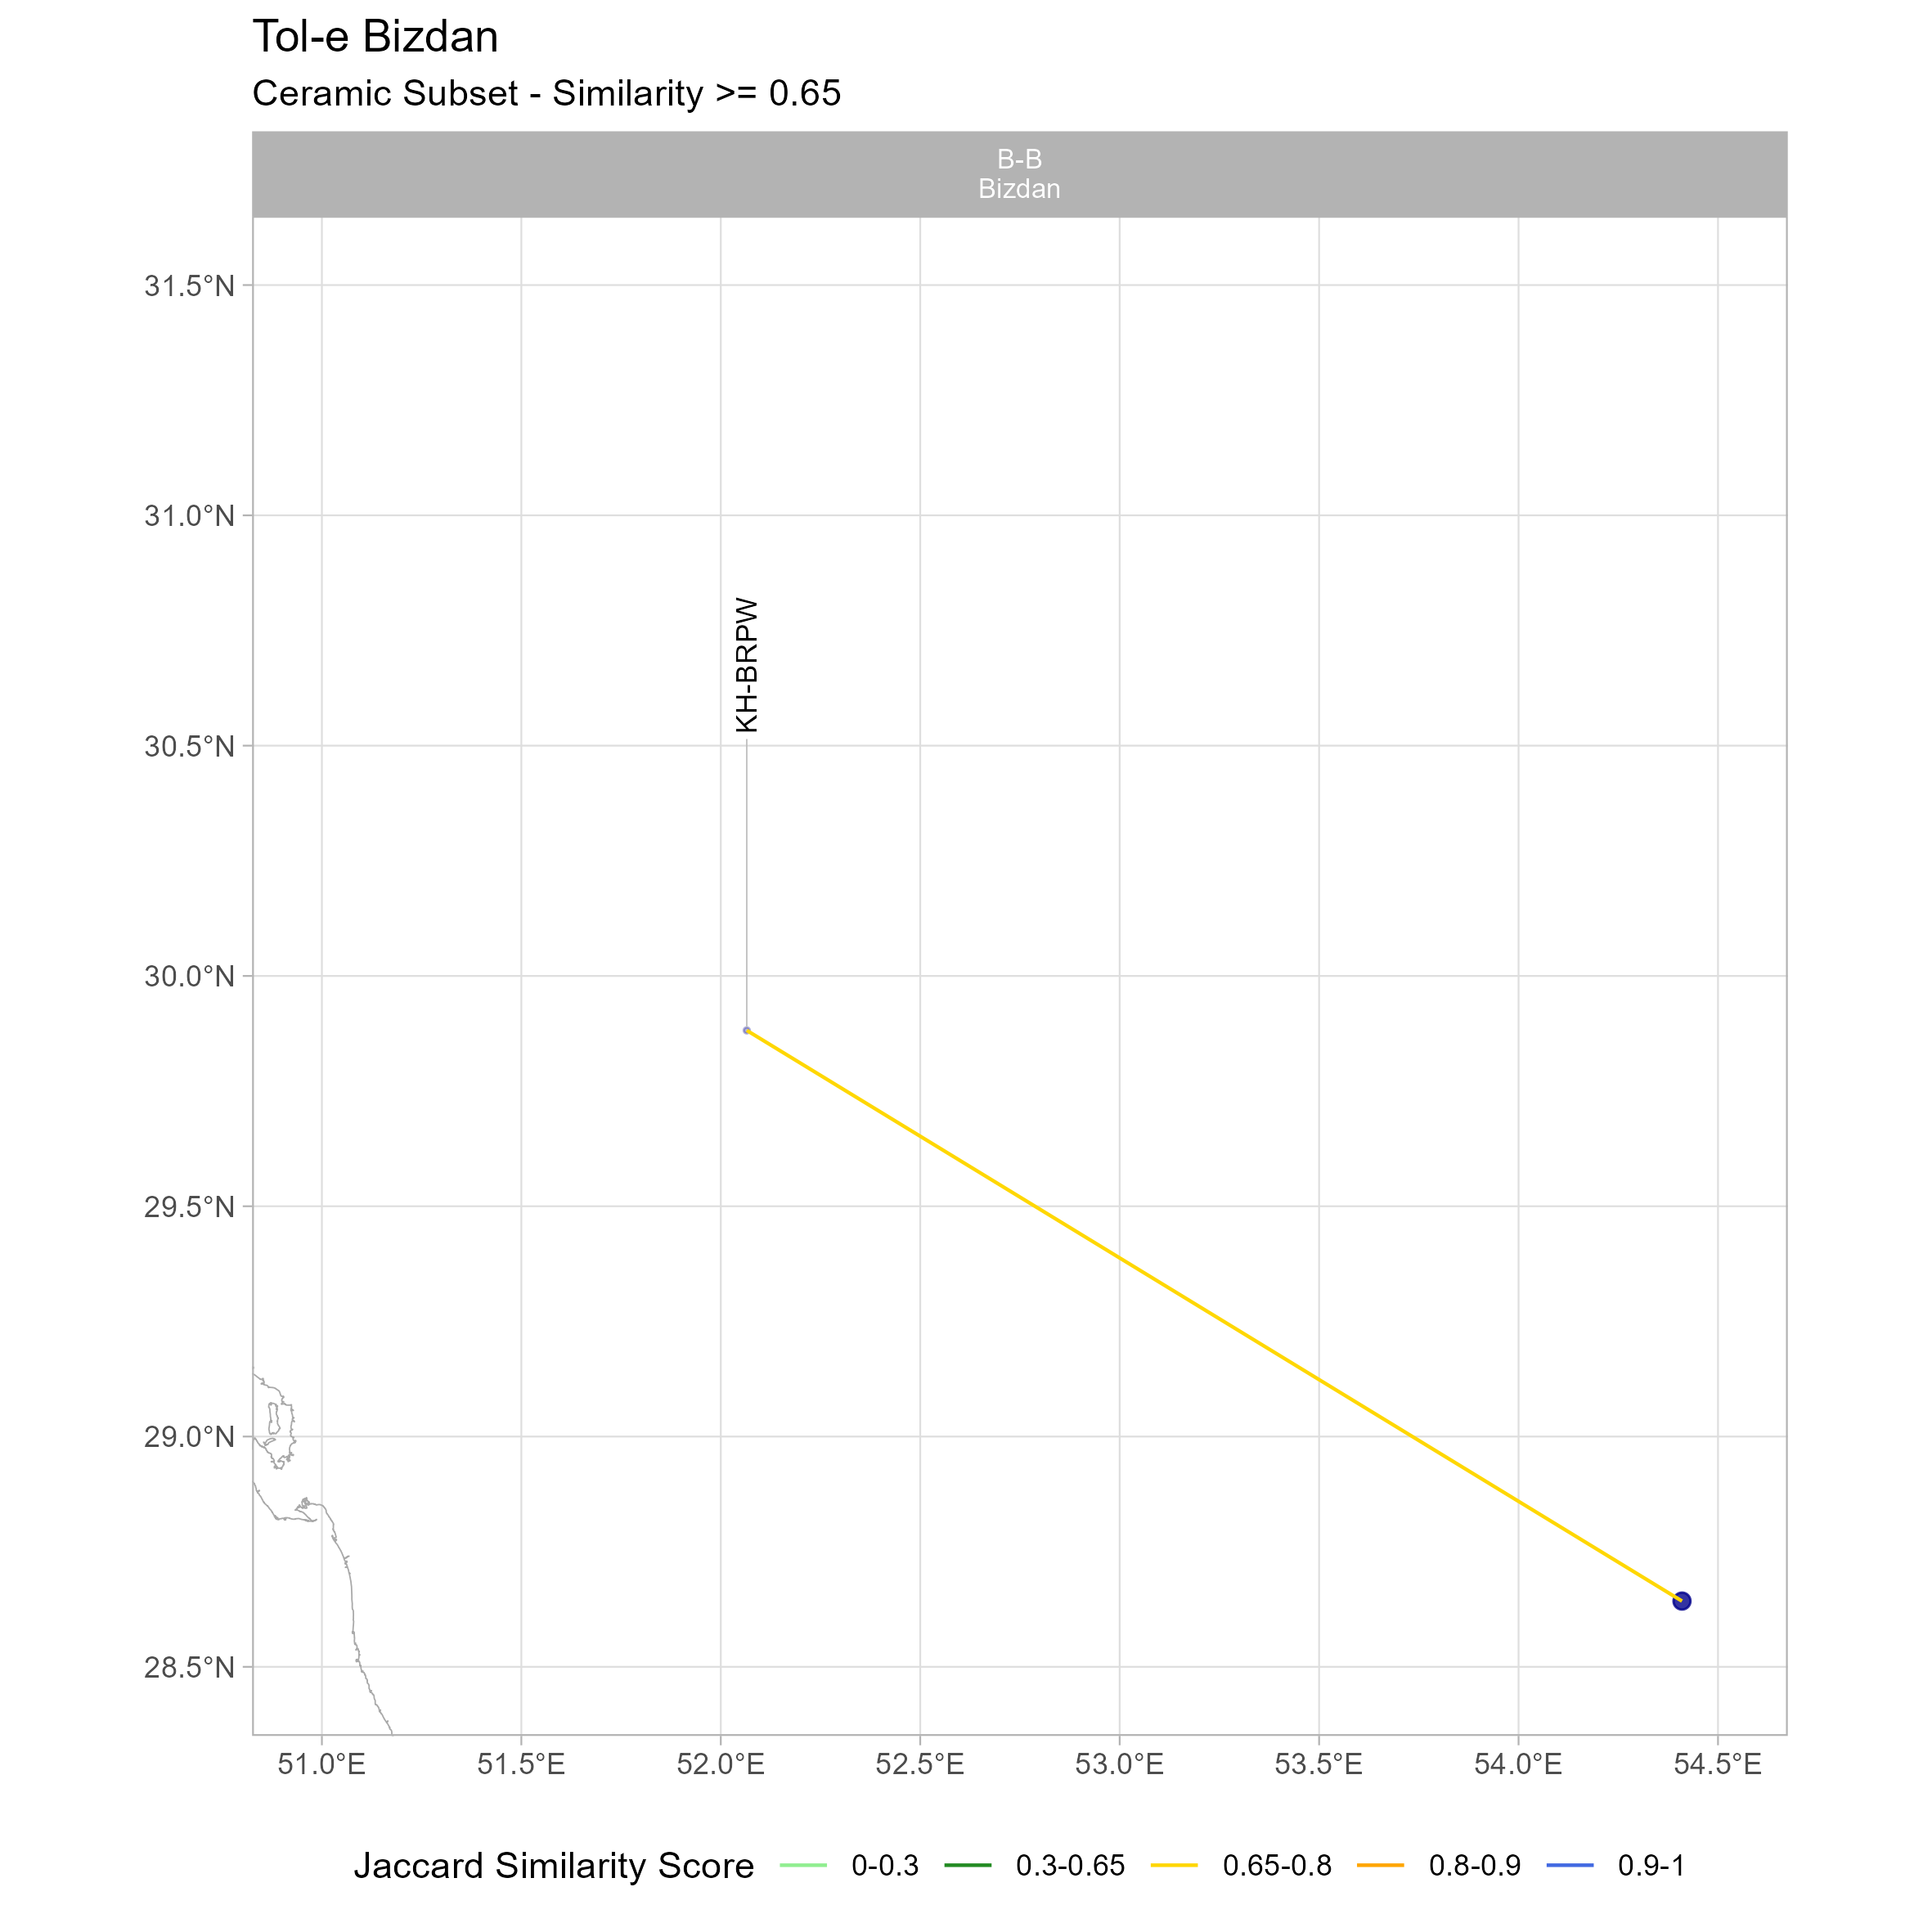 Tol-e Bizdan
Ceramic Subset - Similarity >= 0.65
B-B
Bizdan
31.5°N
31.0°N
KH-BRPW
30.5°N
30.0°N
29.5°N
29.0°N
28.5°N
51.0°E 51.5°E 52.0°E 52.5°E 53.0°E 53.5°E 54.0°E 54.5°E
Jaccard Similarity Score 0-0.3 0.3-0.65 0.65-0.8 0.8-0.9 0.9-1